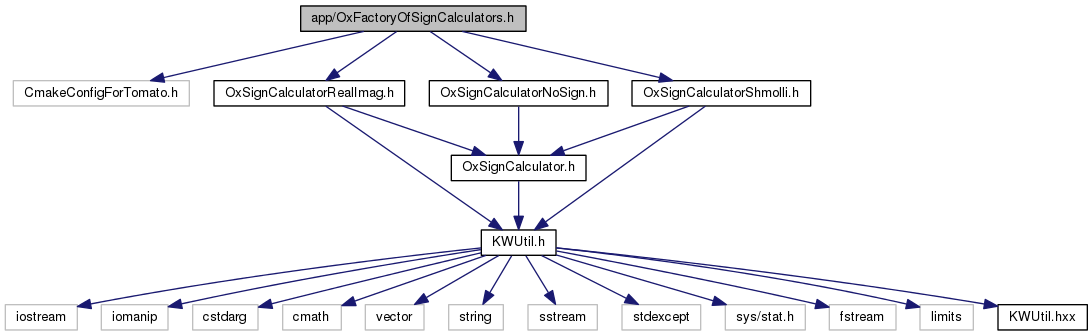 app/OxFactoryOfSignCalculators.h
CmakeConfigForTomato.h
OxSignCalculatorRealImag.h
OxSignCalculatorNoSign.h
OxSignCalculatorShmolli.h
OxSignCalculator.h
KWUtil.h
iostream
iomanip
cstdarg
cmath
vector
string
sstream
stdexcept
sys/stat.h
fstream
limits
KWUtil.hxx